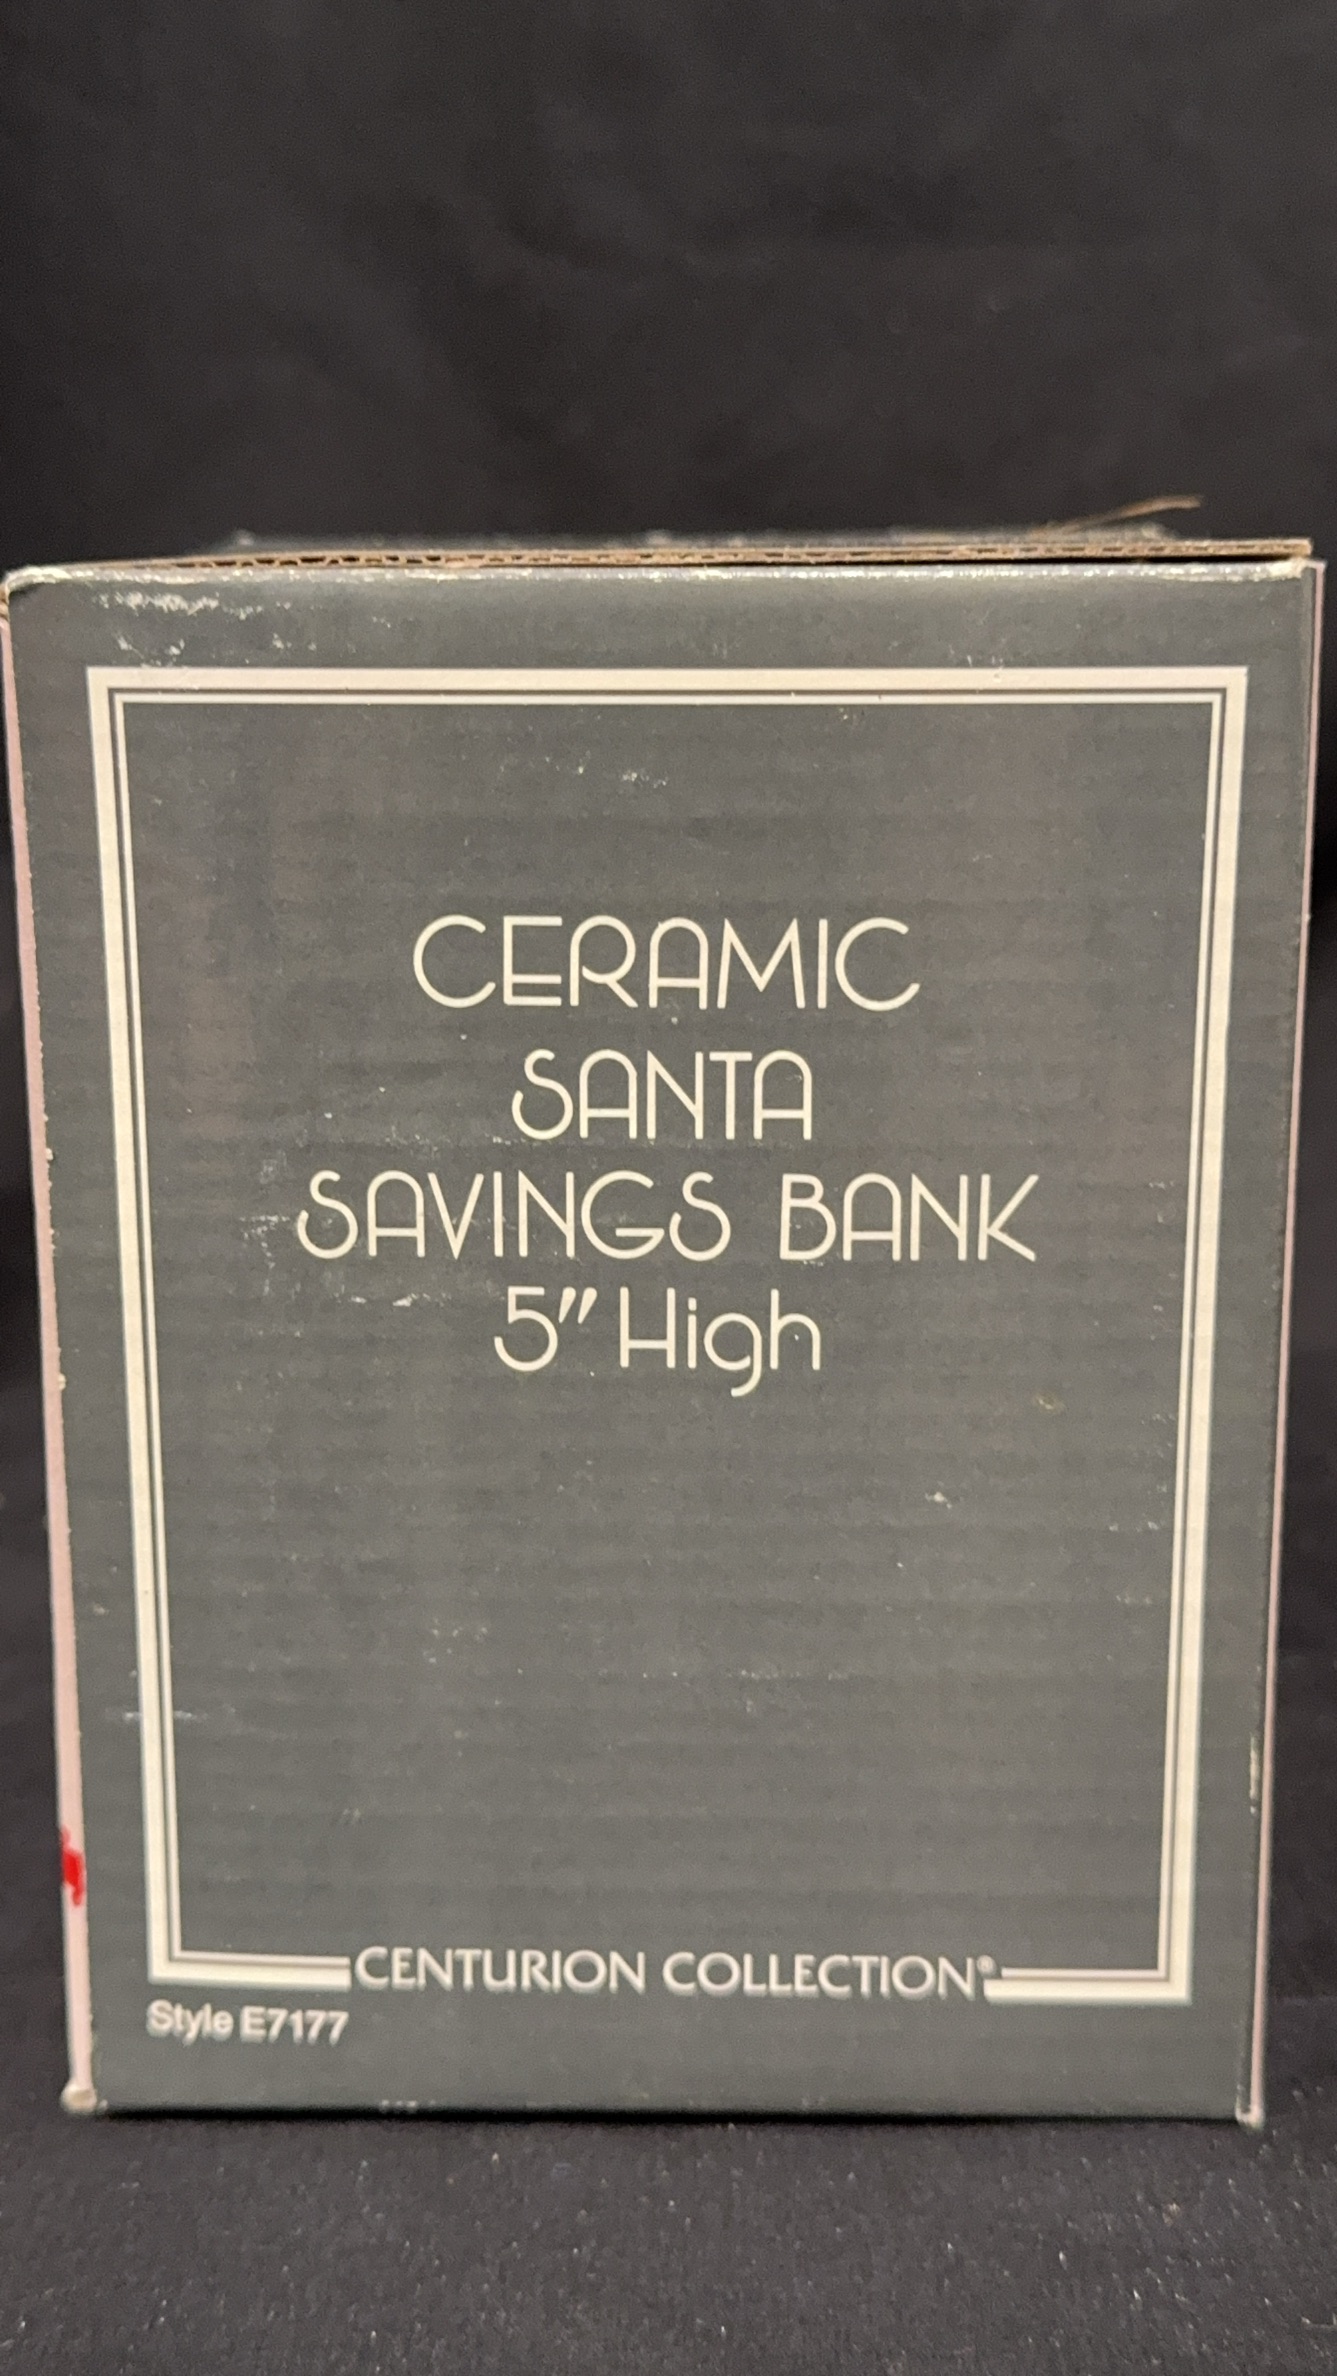 CERAMIC
SANTA
SAVINGS BANK
5" High
CENTURION COLLECTION®
Style E7177